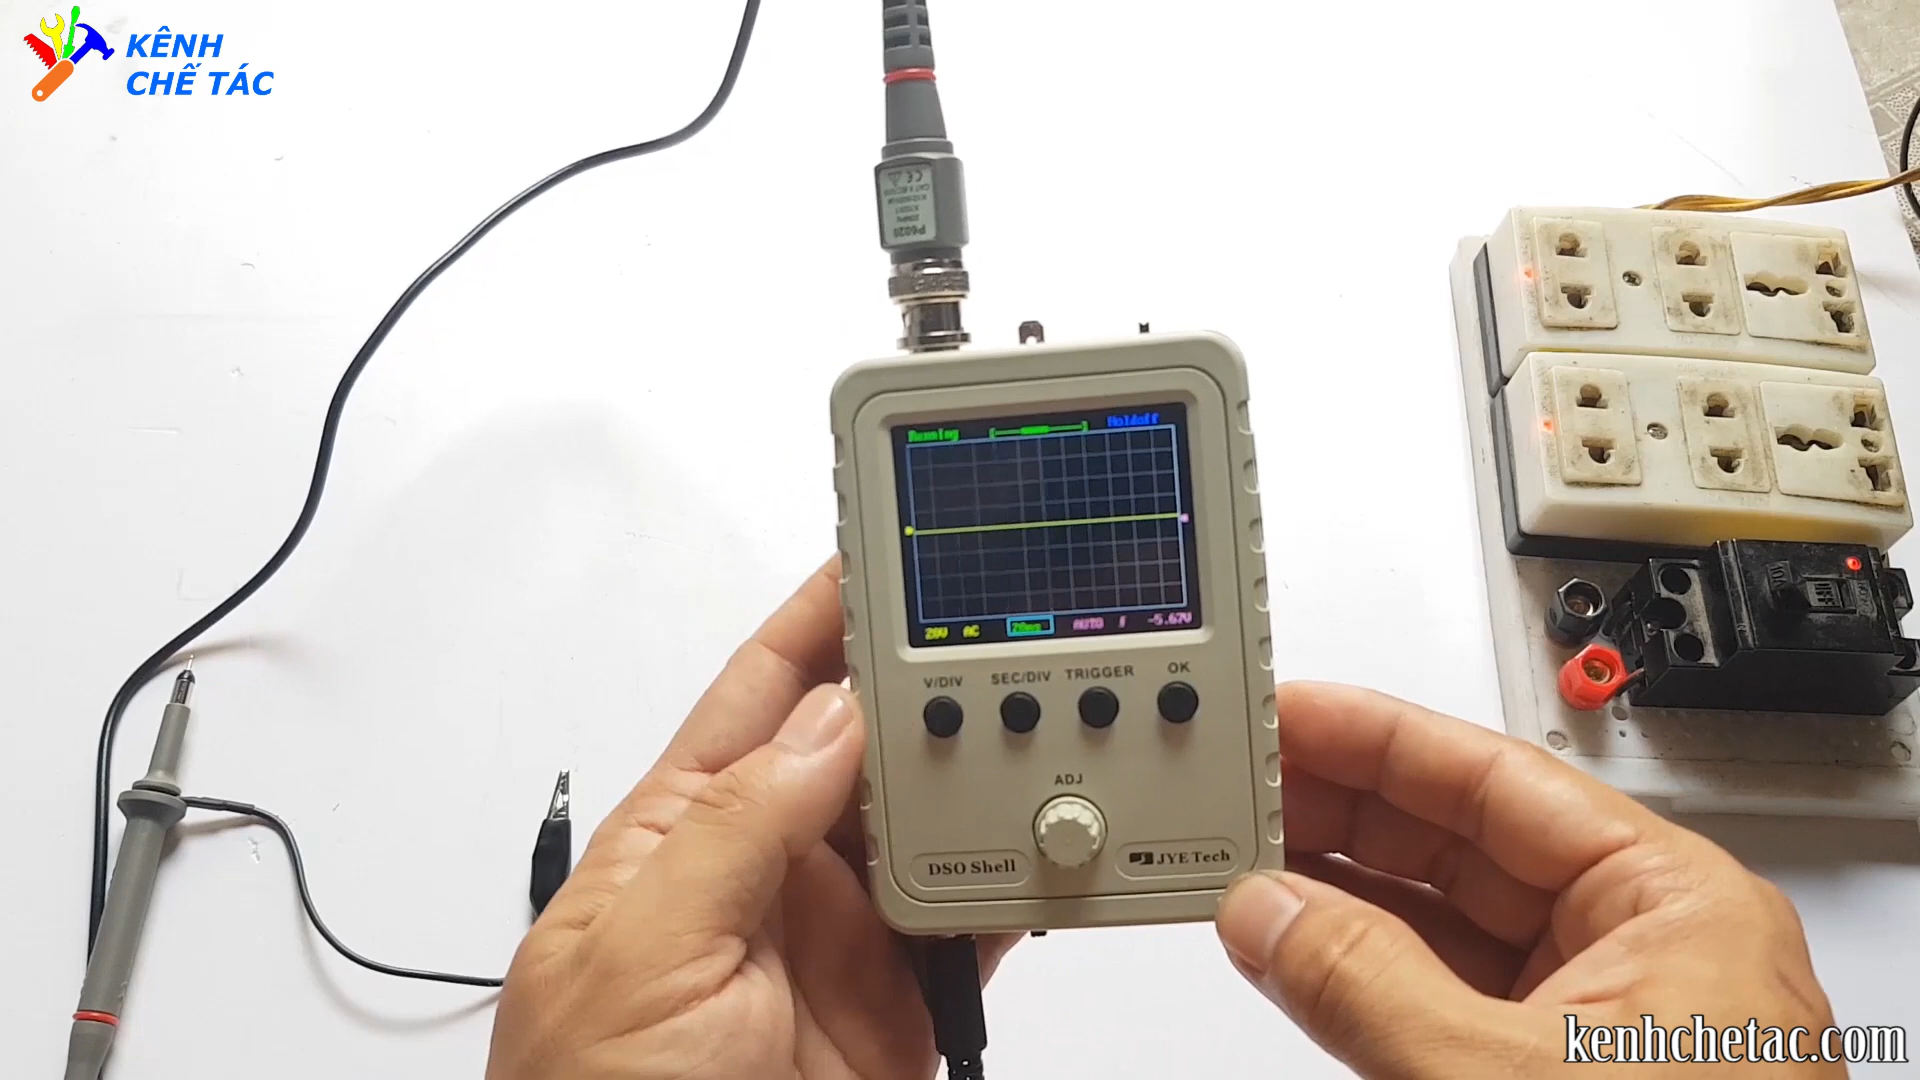 KÊNH
CHẾ TÁC
P6020
Running
Holdoff
20V AC 20ms AUTO -5.67V
V/DIV SEC/DIV TRIGGER OK
ADJ
DSO Shell JYE Tech
kenhchetac.com